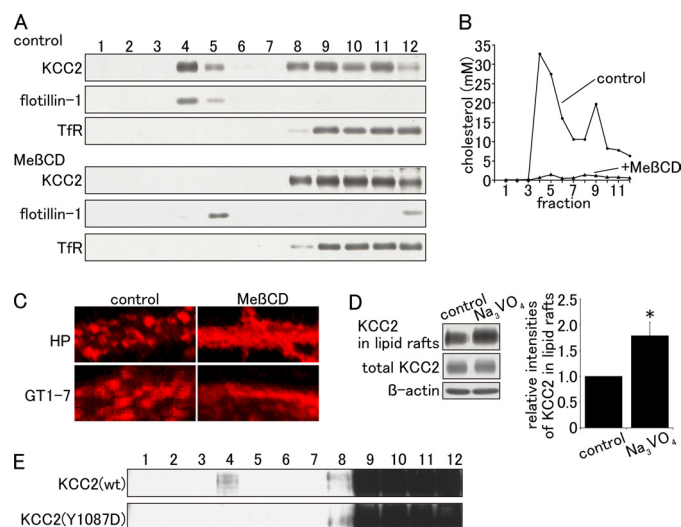 A
1 2 3 4 5 6 7 8 9 10 11 12
control
KCC2
flotillin-1
TfR
MeßCD
KCC2
flotillin-1
TfR
B
cholesterol (mM)
35
30
25
20
15
10
5
0
control
+MeßCD
1 3 5 7 9 11
fraction
C
control MeßCD
HP
GT1-7
D
control Na3VO4
KCC2
in lipid rafts
total KCC2
ß-actin
relative intensities
of KCC2 in lipid rafts
2.5
2.0
1.5
1.0
0.5
0
*
control Na3VO4
E
1 2 3 4 5 6 7 8 9 10 11 12
KCC2(wt)
KCC2(Y1087D)